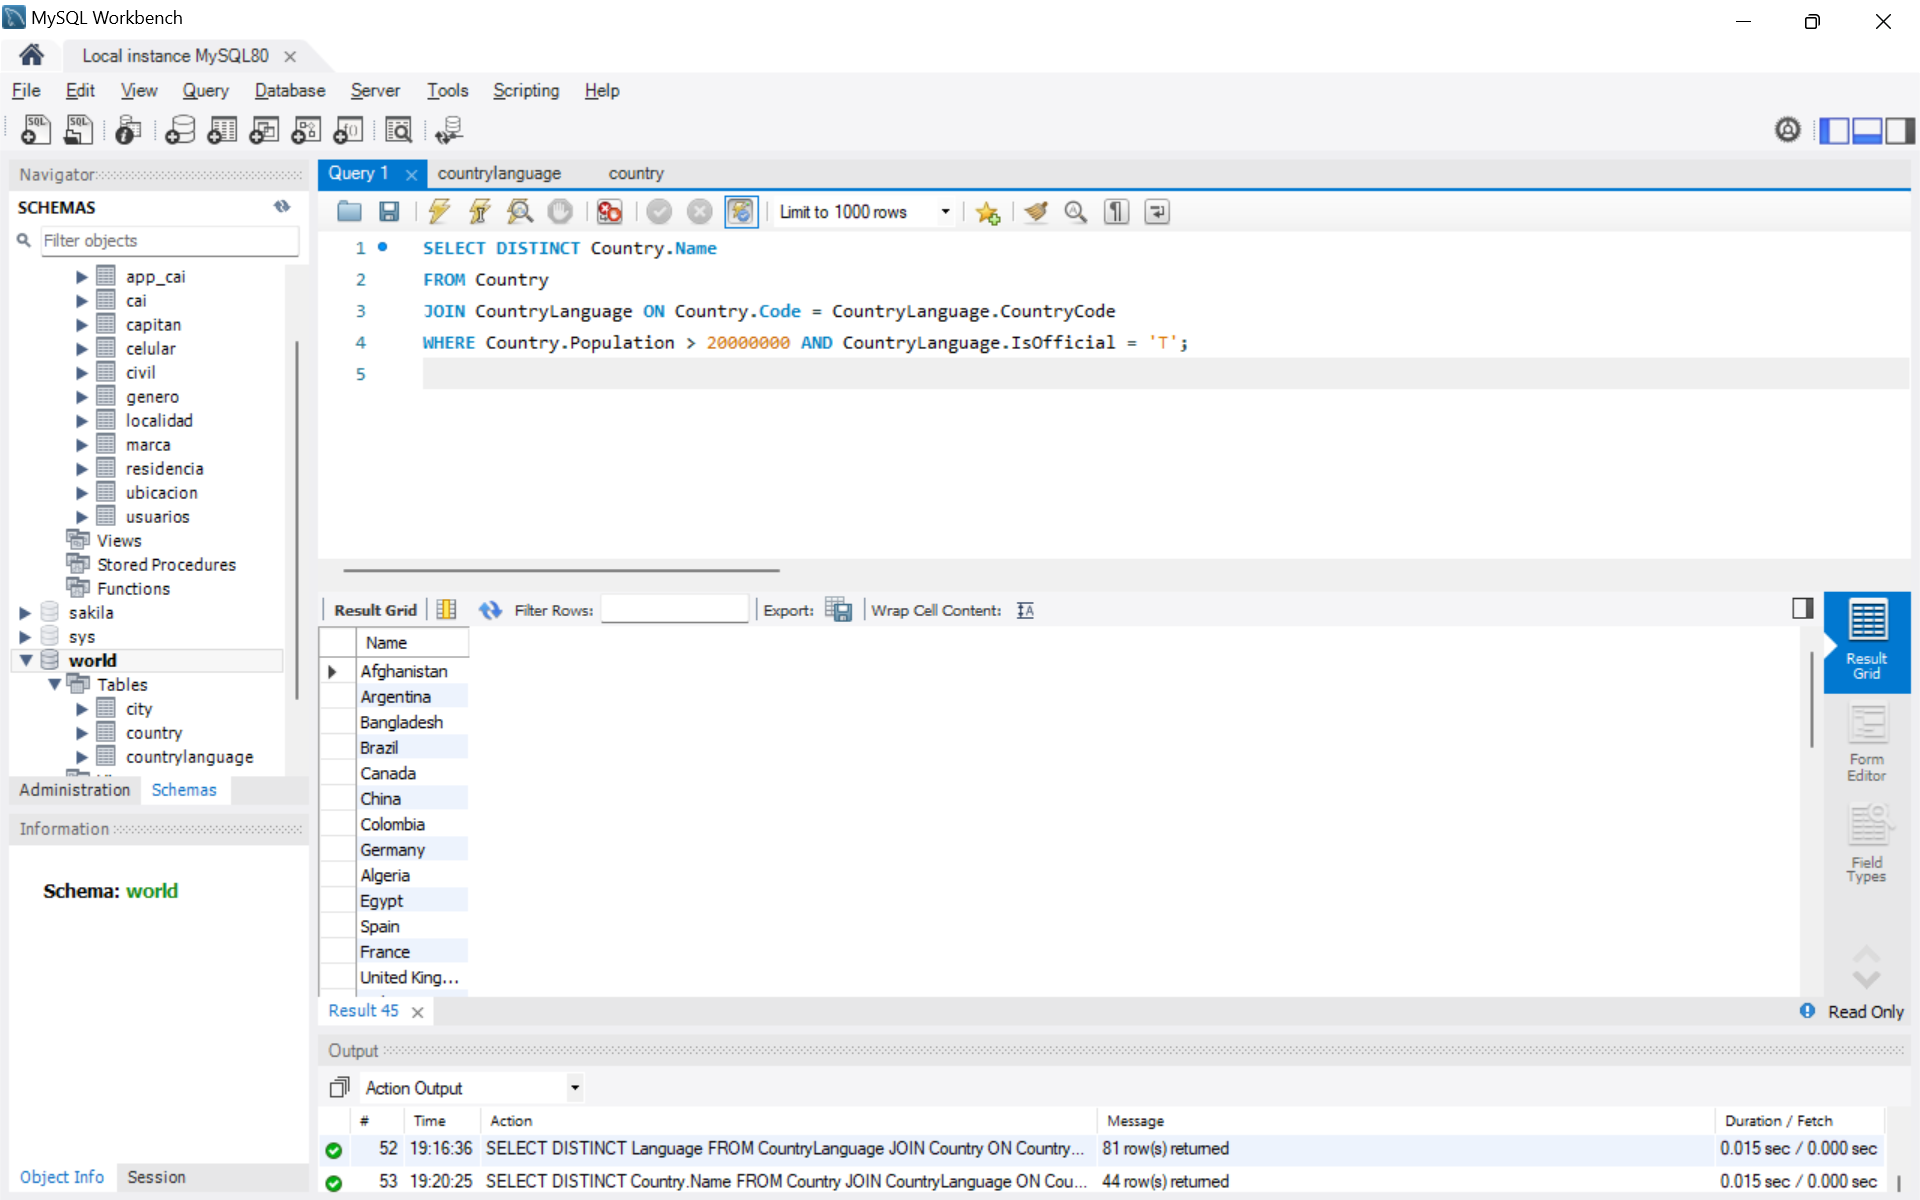 MySQL Workbench
Local instance MySQL80
File Edit View Query Database Server Tools Scripting Help
Navigator
SCHEMAS
Filter objects
app_cai
cai
capitan
celular
civil
genero
localidad
marca
residencia
ubicacion
usuarios
Views
Stored Procedures
Functions
sakila
sys
world
Tables
city
country
countrylanguage
Administration Schemas
Information
Schema: world
Object Info Session
Query 1 countrylanguage country
Limit to 1000 rows
1 SELECT DISTINCT Country.Name
2 FROM Country
3 JOIN CountryLanguage ON Country.Code = CountryLanguage.CountryCode
4 WHERE Country.Population > 20000000 AND CountryLanguage.IsOfficial = 'T';
5
Result Grid Filter Rows: Export: Wrap Cell Content:
Name
Afghanistan
Argentina
Bangladesh
Brazil
Canada
China
Colombia
Germany
Algeria
Egypt
Spain
France
United King...
Result Grid
Form Editor
Field Types
Result 45
Read Only
Output
Action Output
# Time Action Message Duration / Fetch
52 19:16:36 SELECT DISTINCT Language FROM CountryLanguage JOIN Country ON Country... 81 row(s) returned 0.015 sec / 0.000 sec
53 19:20:25 SELECT DISTINCT Country.Name FROM Country JOIN CountryLanguage ON Cou... 44 row(s) returned 0.015 sec / 0.000 sec